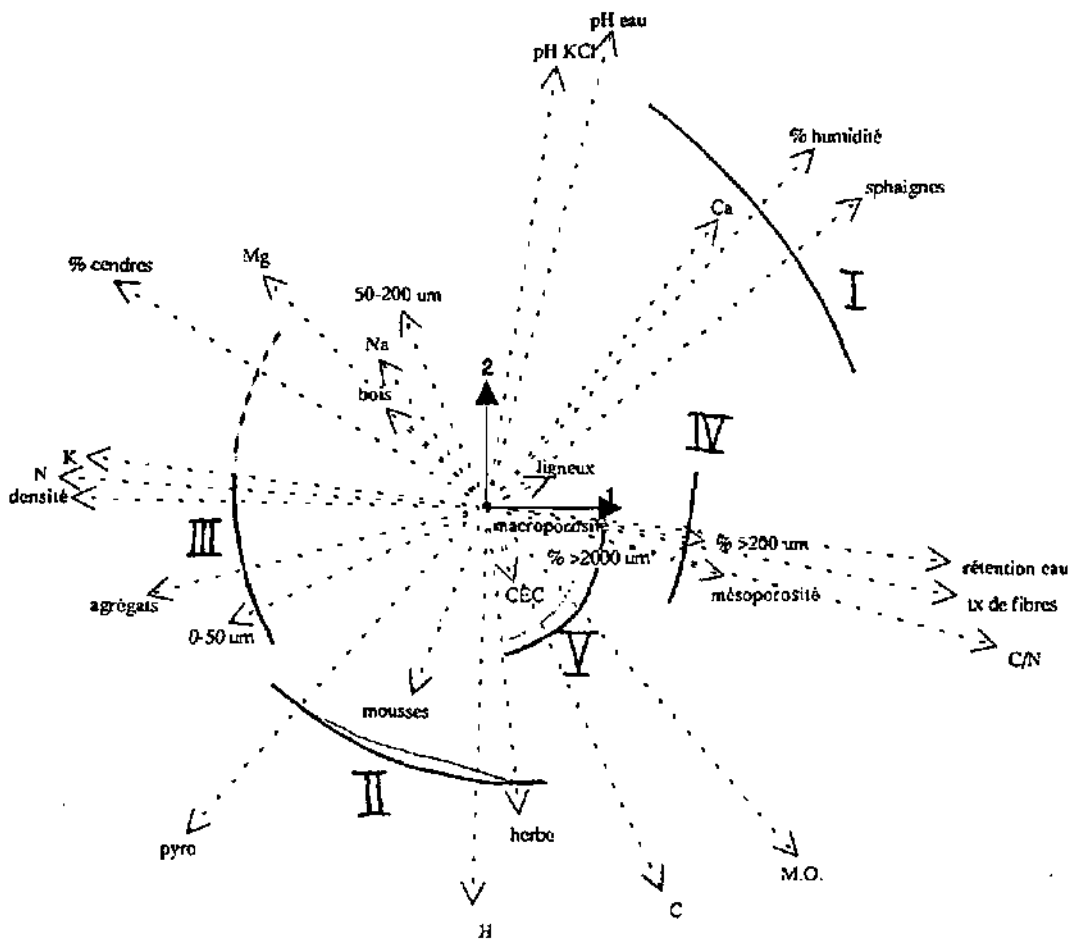 pH eau
pH KCl
% humidité
sphaignes
Ca
Mg
% cendres
50-200 um
I
Na
2
bois
IV
K
ligneux
N
1
densité
macroporosité
III
% >2000 um
% >200 um
rétention eau
agrégats
CEC
mésoporosité
tx de fibres
0-50 um
V
C/N
mousses
II
herbe
pyro
M.O.
C
H